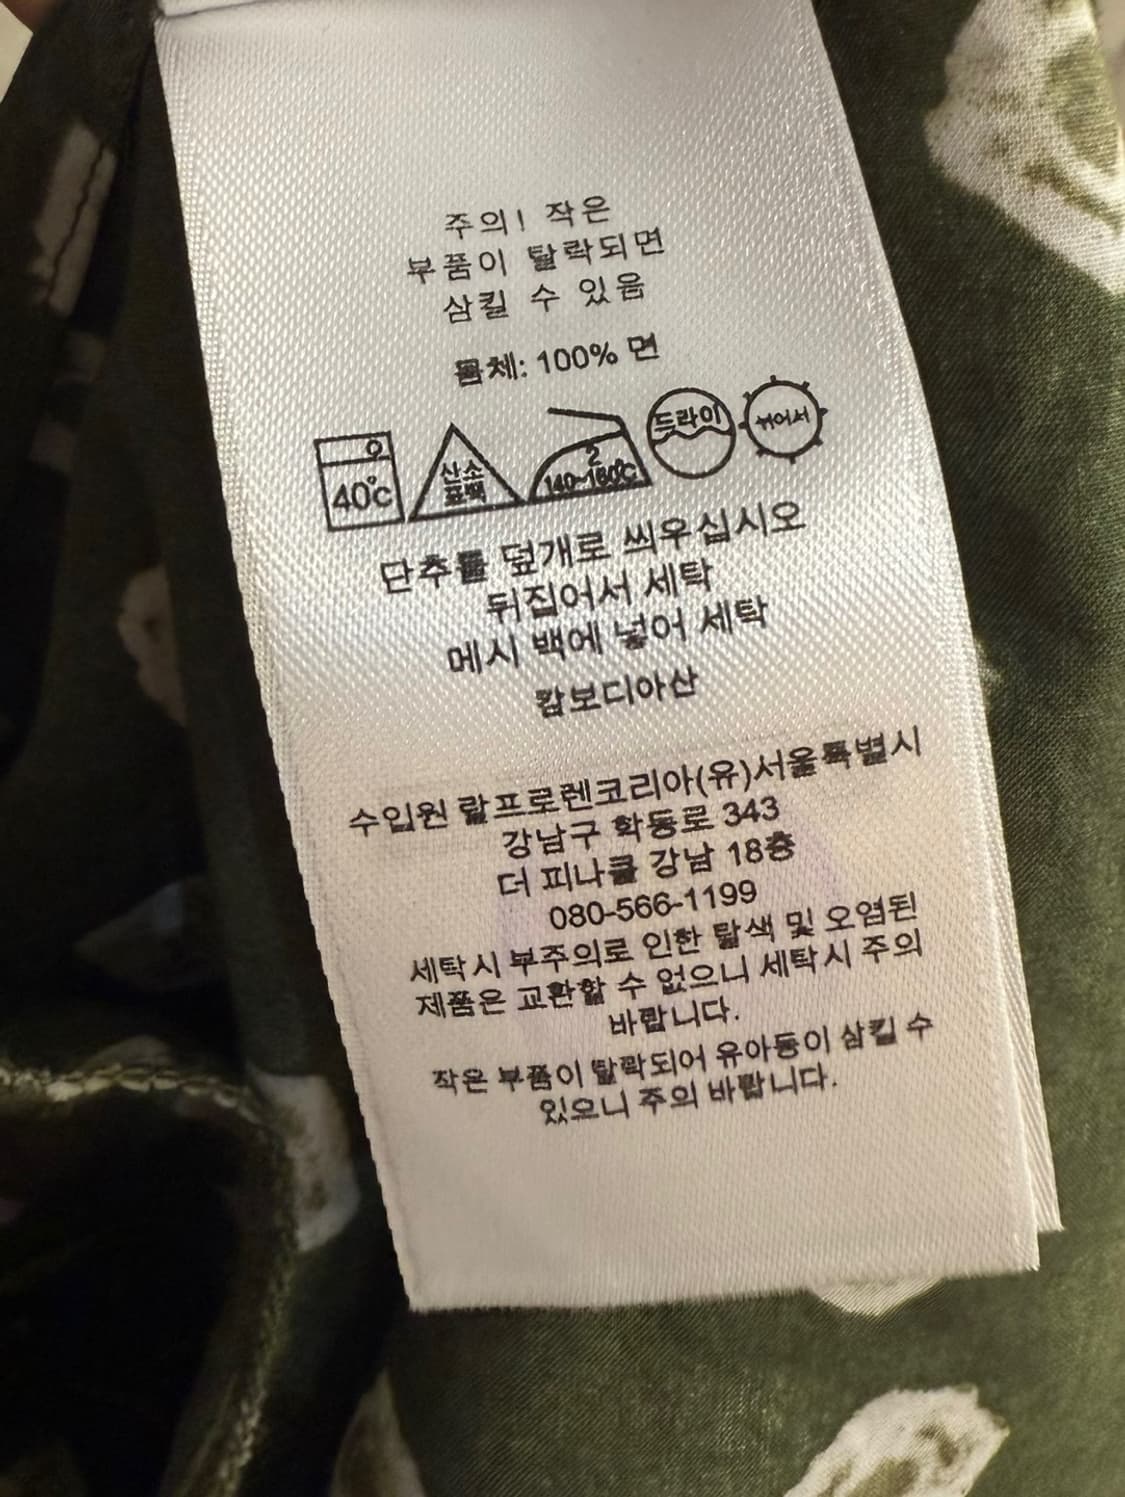 주의! 작은
부품이 탈락되면
삼킬 수 있음
몸체: 100% 면
40℃
산소
표백
2
140~160℃
드라이
뉘어서
단추를 덮개로 씌우십시오
뒤집어서 세탁
메시 백에 넣어 세탁
캄보디아산
수입원 랄프로렌코리아(유)서울특별시
강남구 학동로 343
더 피나클 강남 18층
080-566-1199
세탁시 부주의로 인한 탈색 및 오염된
제품은 교환할 수 없으니 세탁시 주의
바랍니다.
작은 부품이 탈락되어 유아동이 삼킬 수
있으니 주의 바랍니다.